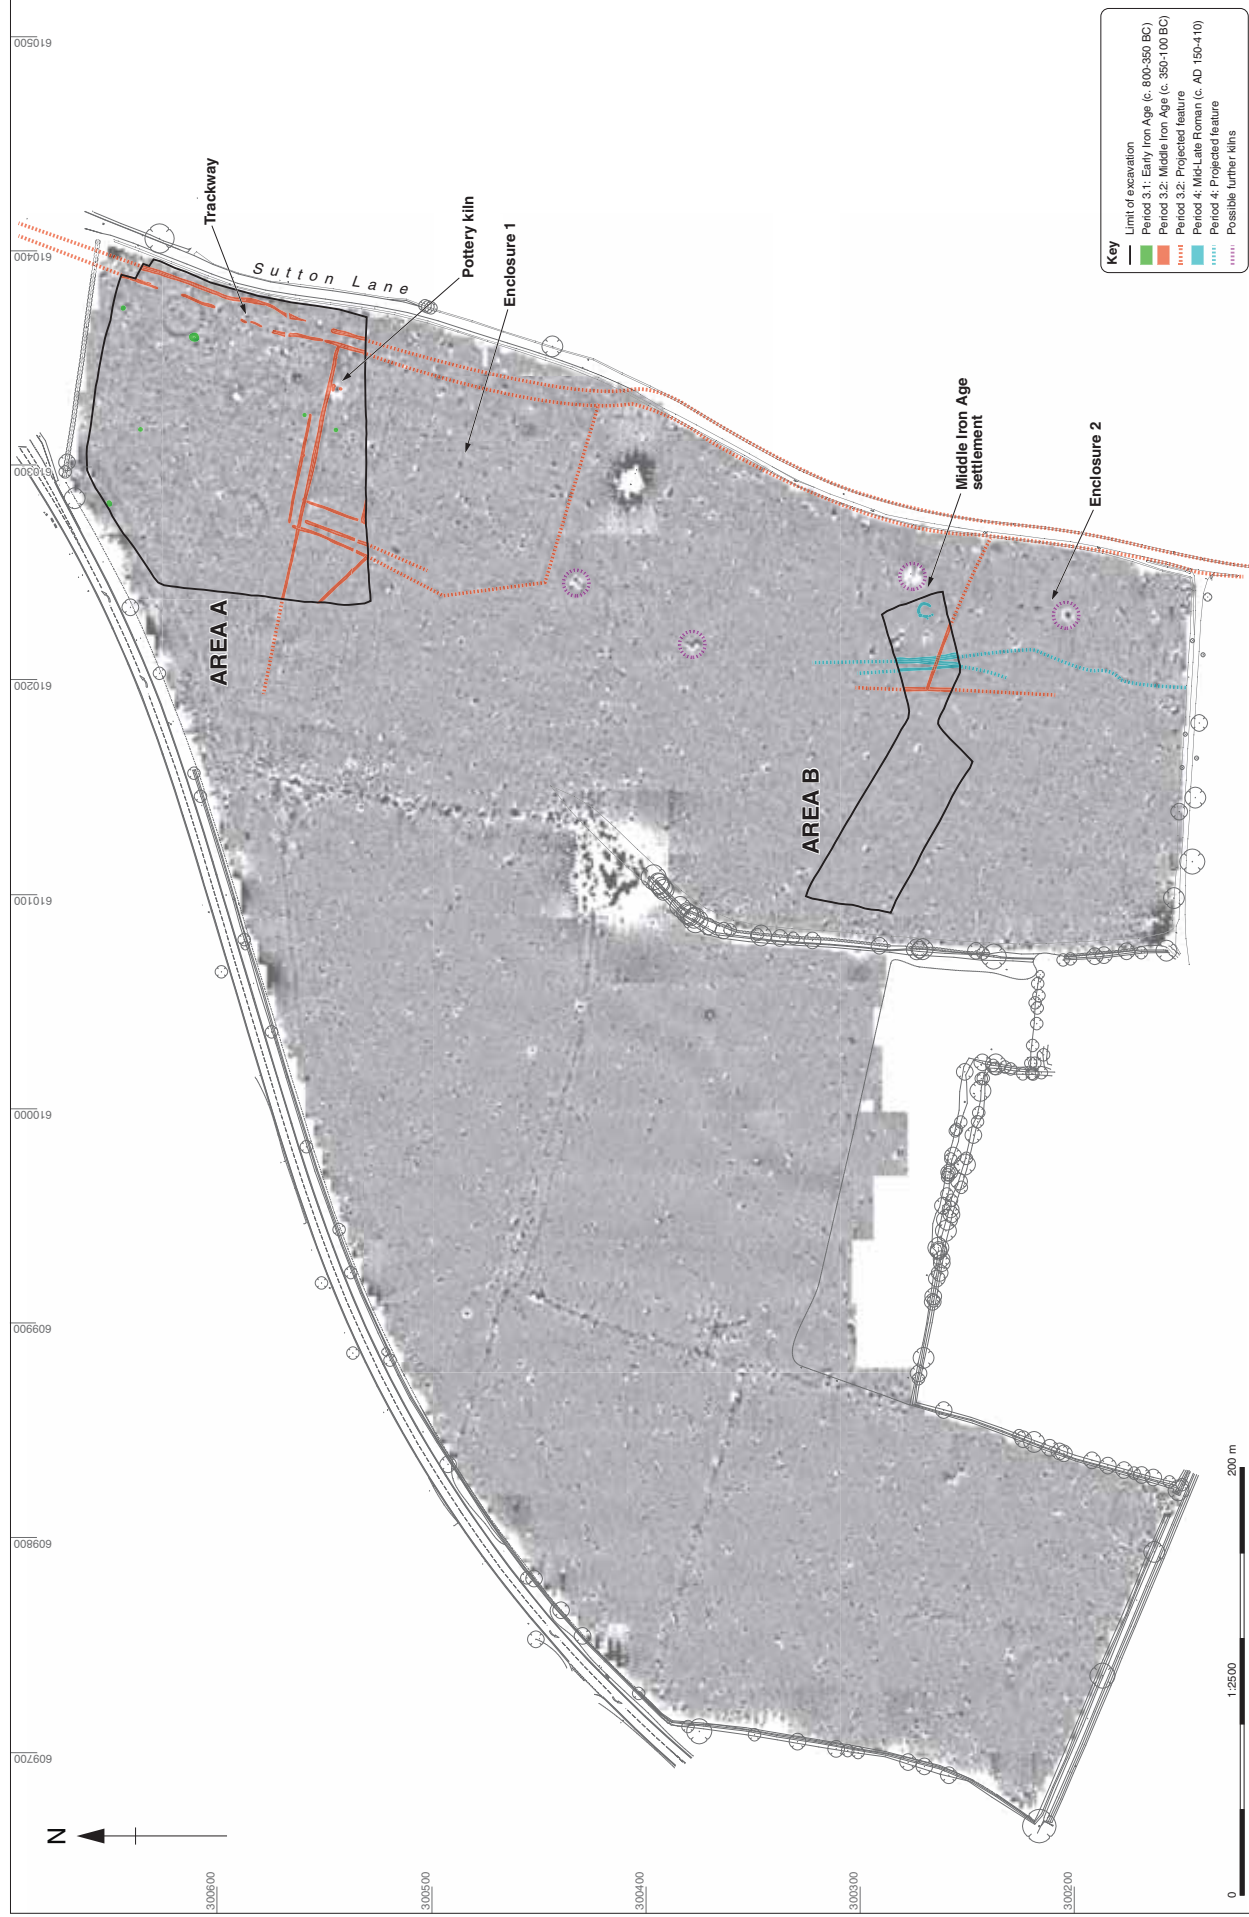 610500
610400
610300
610200
610100
610000
609900
609800
609700
300600
300500
300400
300300
300200
N
Trackway
Sutton Lane
Pottery kiln
Enclosure 1
AREA A
Middle Iron Age
settlement
Enclosure 2
AREA B
Key
Limit of excavation
Period 3.1: Early Iron Age (c. 800-350 BC)
Period 3.2: Middle Iron Age (c. 350-100 BC)
Period 3.2: Projected feature
Period 4: Mid-Late Roman (c. AD 150-410)
Period 4: Projected feature
Possible further kilns
0
1:2500
200 m